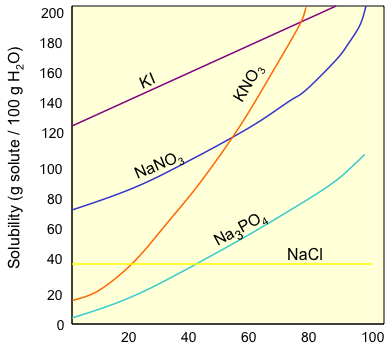 Solubility (g solute / 100 g H₂O)
200
180
160
140
120
100
80
60
40
20
0
KI
KNO₃
NaNO₃
Na₃PO₄
NaCl
20 40 60 80 100